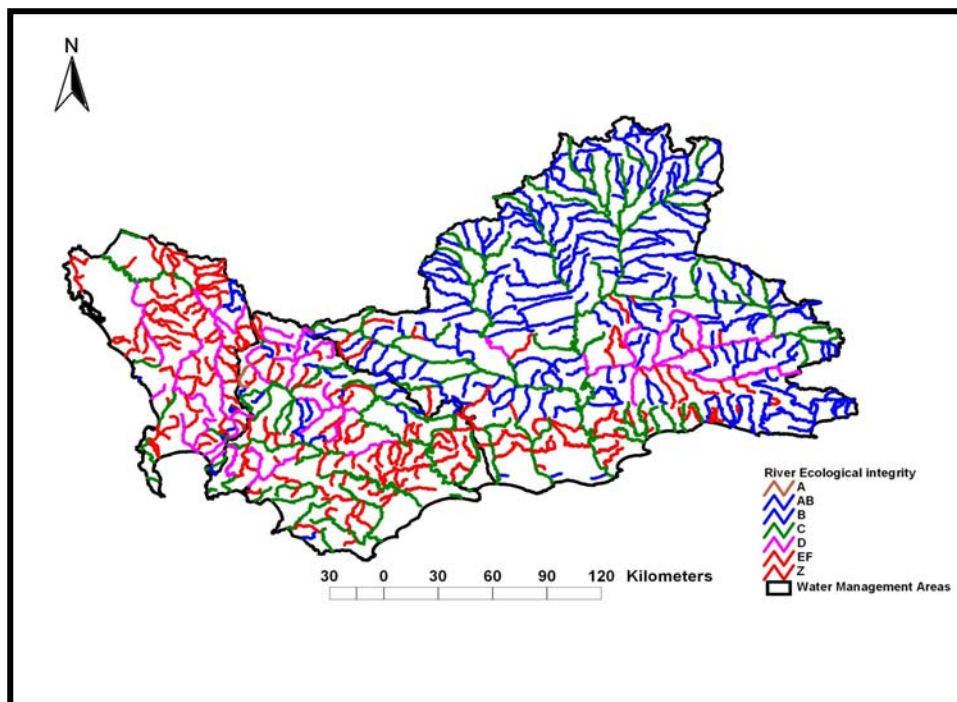 N
River Ecological integrity
A
AB
B
C
D
EF
Z
Water Management Areas
30 0 30 60 90 120 Kilometers